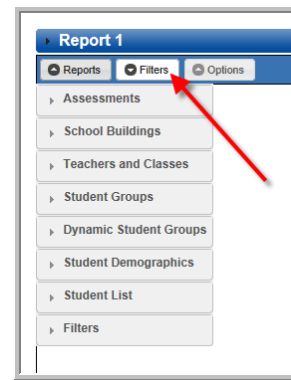 Report 1
Reports Filters Options
Assessments
School Buildings
Teachers and Classes
Student Groups
Dynamic Student Groups
Student Demographics
Student List
Filters